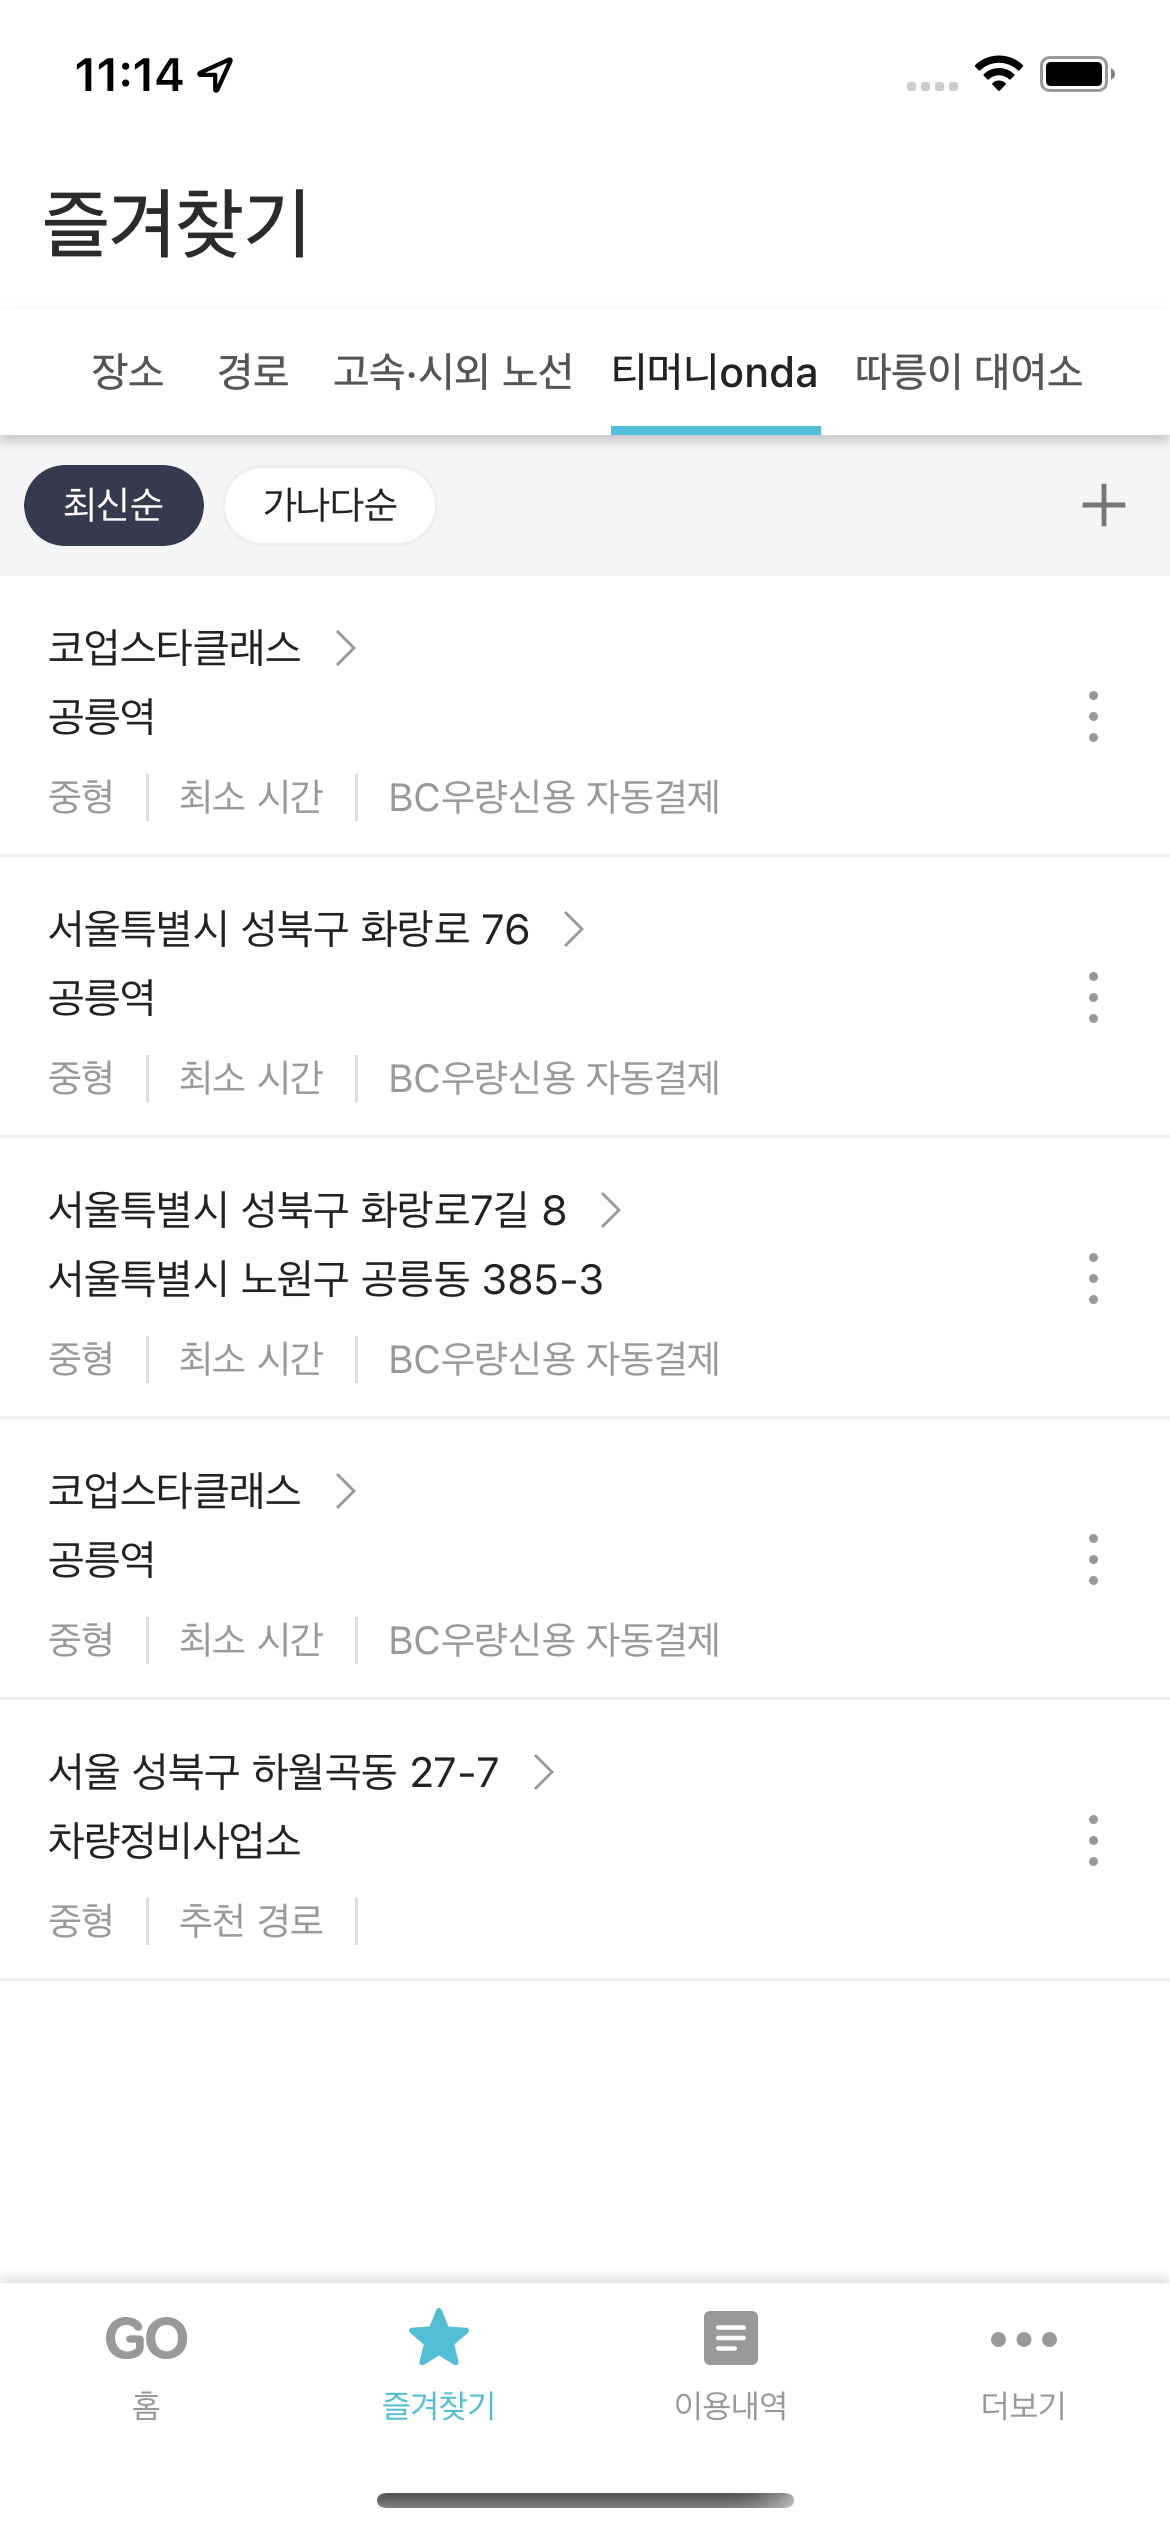 11:14
즐겨찾기
장소 경로 고속·시외 노선 티머니onda 따릉이 대여소
최신순 가나다순
코업스타클래스
공릉역
중형 최소 시간 BC우량신용 자동결제
서울특별시 성북구 화랑로 76
공릉역
중형 최소 시간 BC우량신용 자동결제
서울특별시 성북구 화랑로7길 8
서울특별시 노원구 공릉동 385-3
중형 최소 시간 BC우량신용 자동결제
코업스타클래스
공릉역
중형 최소 시간 BC우량신용 자동결제
서울 성북구 하월곡동 27-7
차량정비사업소
중형 추천 경로
GO
홈 즐겨찾기 이용내역 더보기